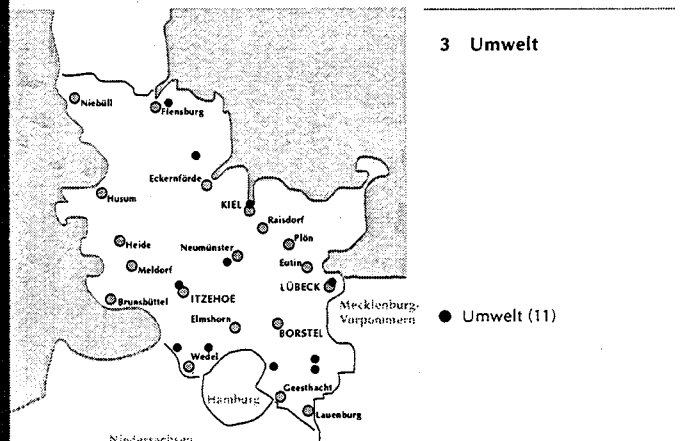 3 Umwelt
Niebüll
Flensburg
Eckernförde
Husum
KIEL
Raisdorf
Plön
Heide
Neumünster
Eutin
Meldorf
LÜBECK
ITZEHOE
Brunsbüttel
Mecklenburg-
Vorpommern
Umwelt (11)
Elmshorn
BORSTEL
Wedel
Geesthacht
Hamburg
Lauenburg
Niedersachsen